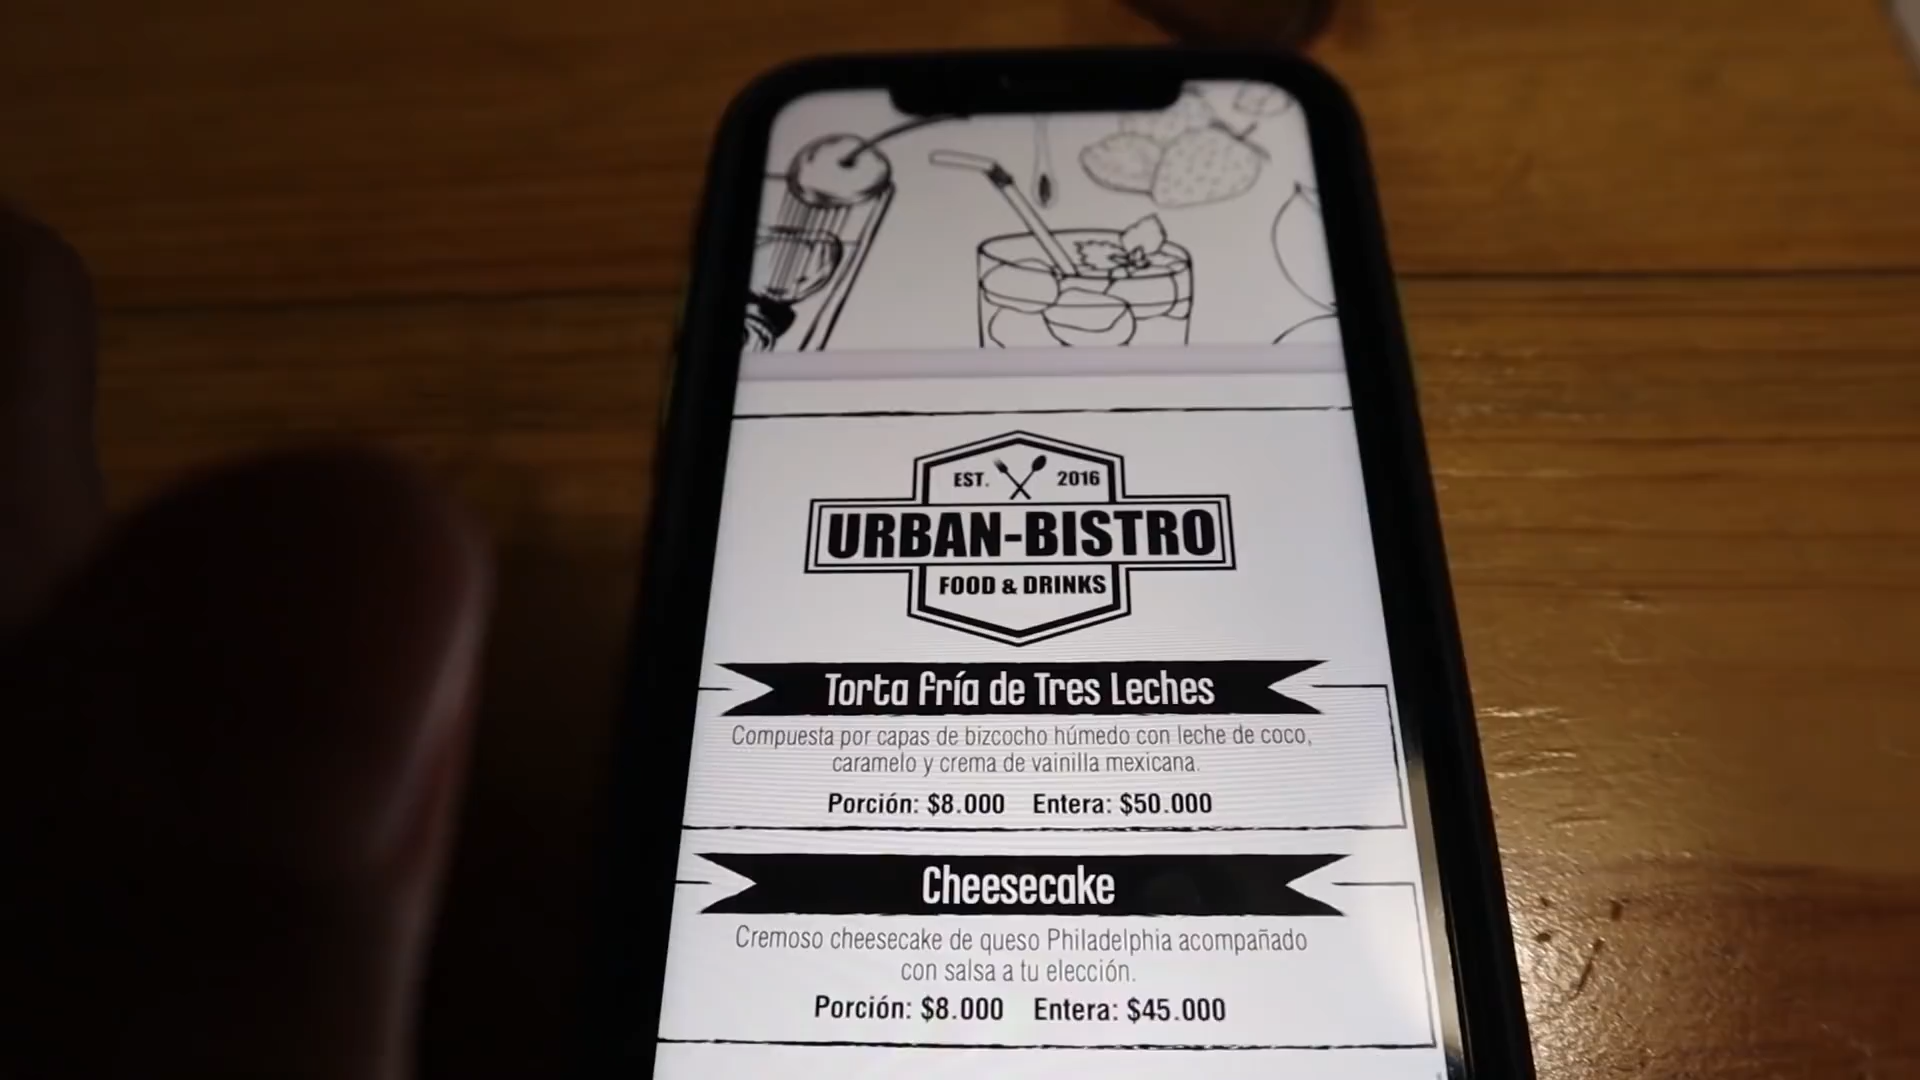 EST. 2016
URBAN-BISTRO
FOOD & DRINKS
Torta fría de Tres Leches
Compuesta por capas de bizcocho húmedo con leche de coco,
caramelo y crema de vainilla mexicana.
Porción: $8.000 Entera: $50.000
Cheesecake
Cremoso cheesecake de queso Philadelphia acompañado
con salsa a tu elección.
Porción: $8.000 Entera: $45.000